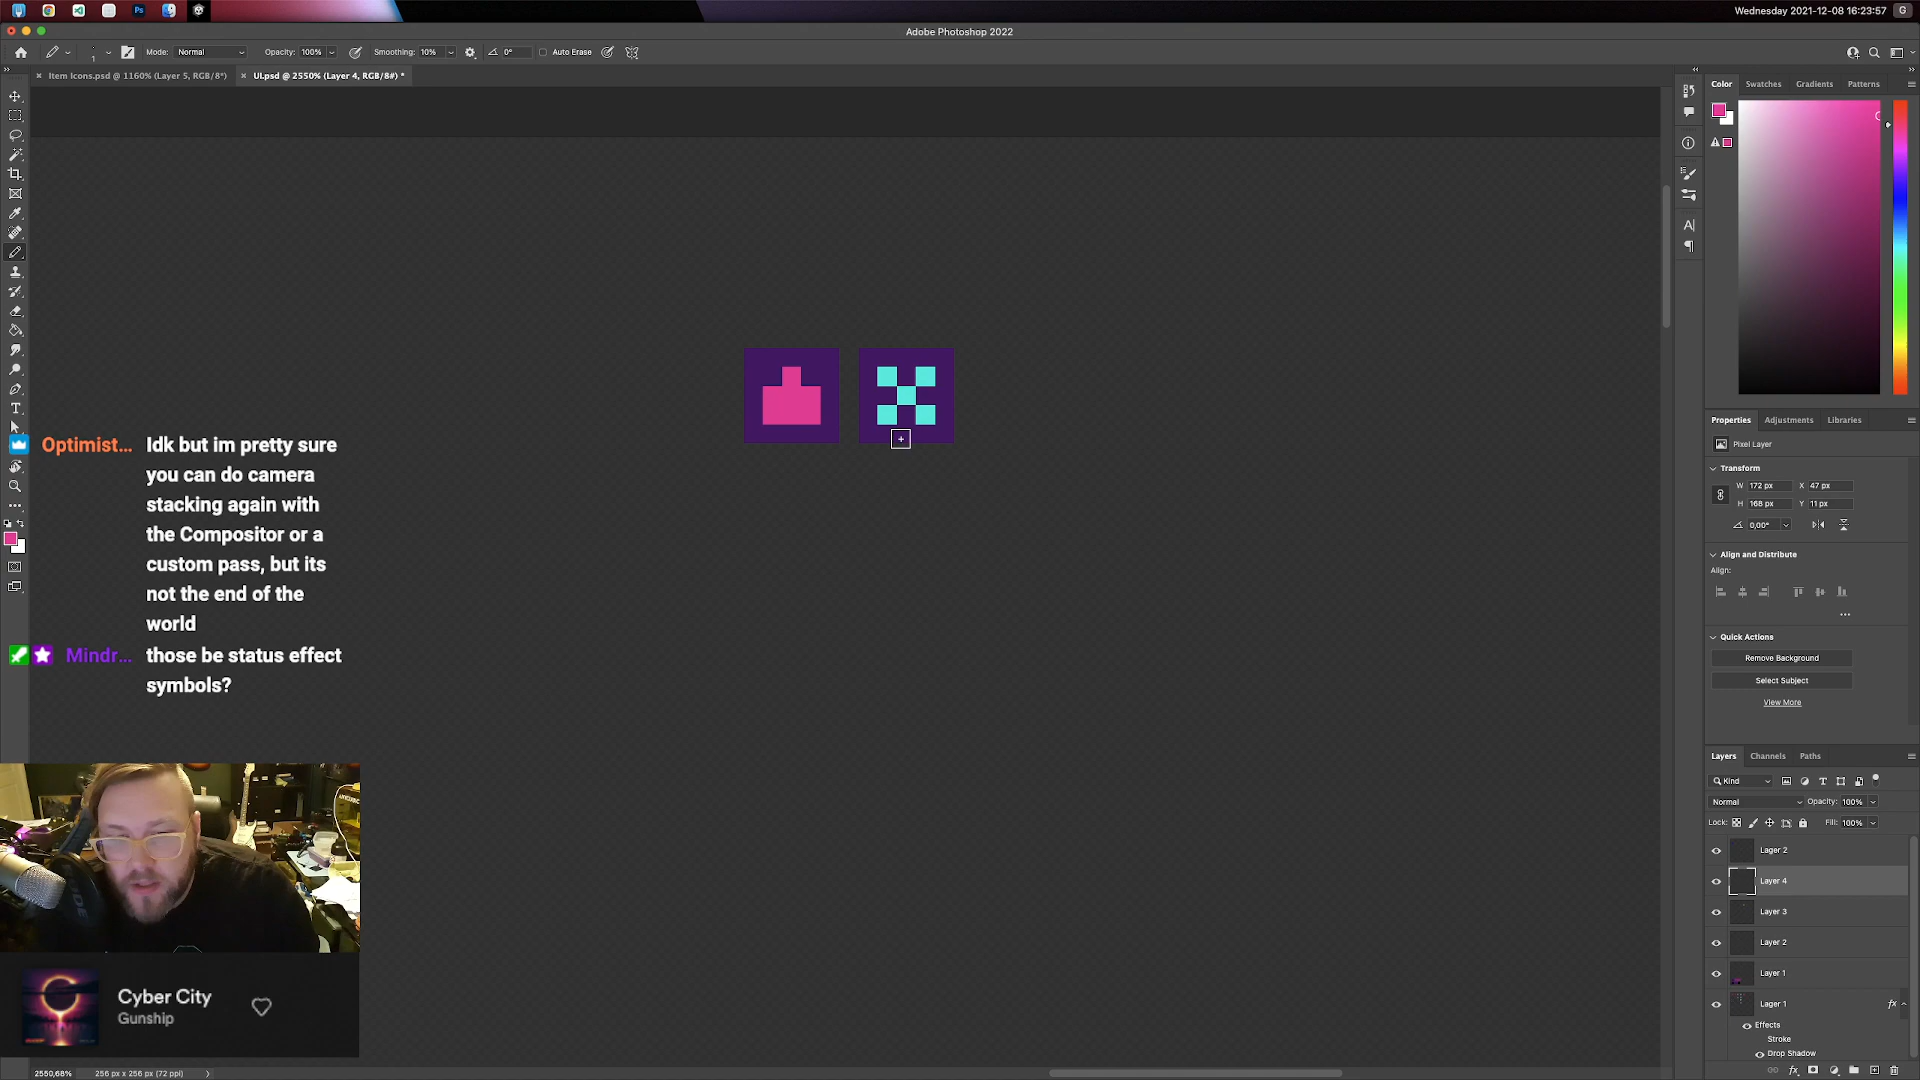 Wednesday 2021-12-08 16:23:57 G
Adobe Photoshop 2022
1 Mode: Normal Opacity: 100% Smoothing: 10% 0° Auto Erase
Item Icons.psd @ 1160% (Layer 5, RGB/8*)
UI.psd @ 2550% (Layer 4, RGB/8#) *
Color Swatches Gradients Patterns
Optimist... Idk but im pretty sure
you can do camera
stacking again with
the Compositor or a
custom pass, but its
not the end of the
world
Mindr... those be status effect
symbols?
Cyber City
Gunship
2550,68% 256 px x 256 px (72 ppi)
Properties Adjustments Libraries
Pixel Layer
Transform
W 172 px X 47 px
H 168 px Y 11 px
0,00°
Align and Distribute
Align:
Quick Actions
Remove Background
Select Subject
View More
Layers Channels Paths
Kind
Normal Opacity: 100%
Lock: Fill: 100%
Lager 2
Layer 4
Layer 3
Layer 2
Layer 1
Lager 1 fx
Effects
Stroke
Drop Shadow